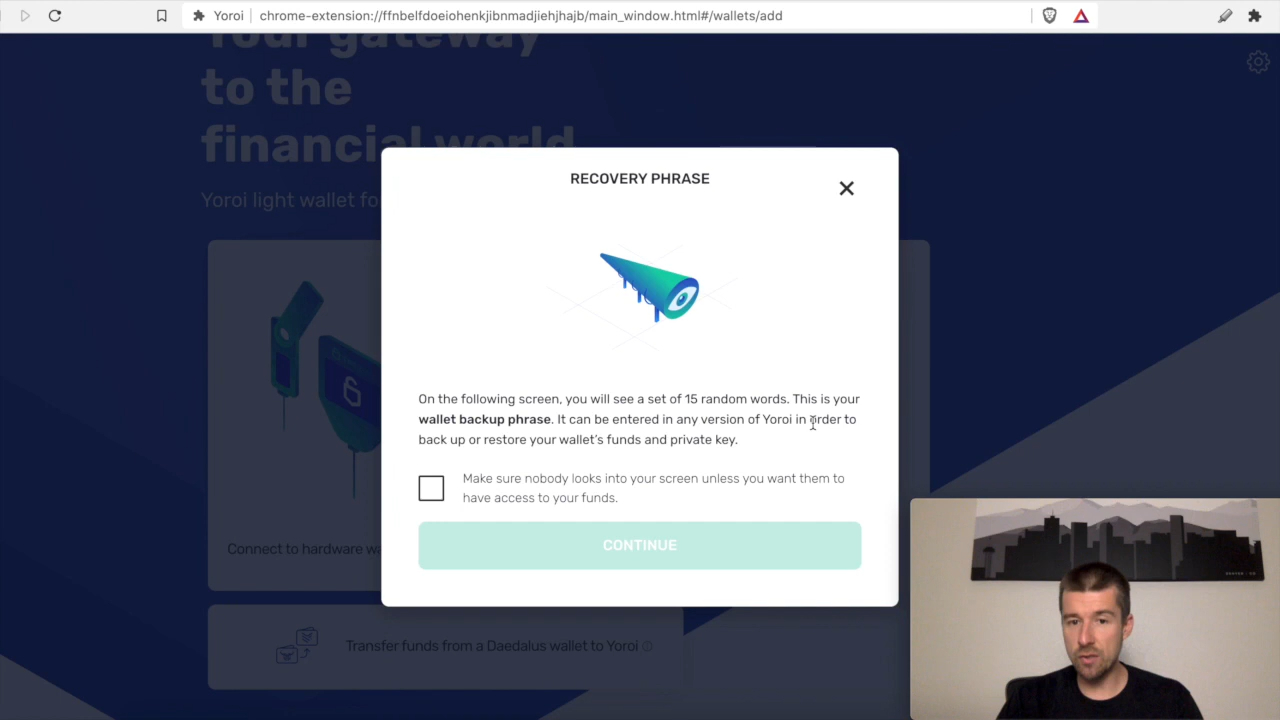 Yoroi
chrome-extension://ffnbelfdoeiohenkjibnmadjiehjhajb/main_window.html#/wallets/add
Your gateway
to the
financial world
Yoroi light wallet fo
RECOVERY PHRASE
On the following screen, you will see a set of 15 random words. This is your
wallet backup phrase. It can be entered in any version of Yoroi in order to
back up or restore your wallet's funds and private key.
Make sure nobody looks into your screen unless you want them to
have access to your funds.
CONTINUE
Connect to hardware wa
Transfer funds from a Daedalus wallet to Yoroi